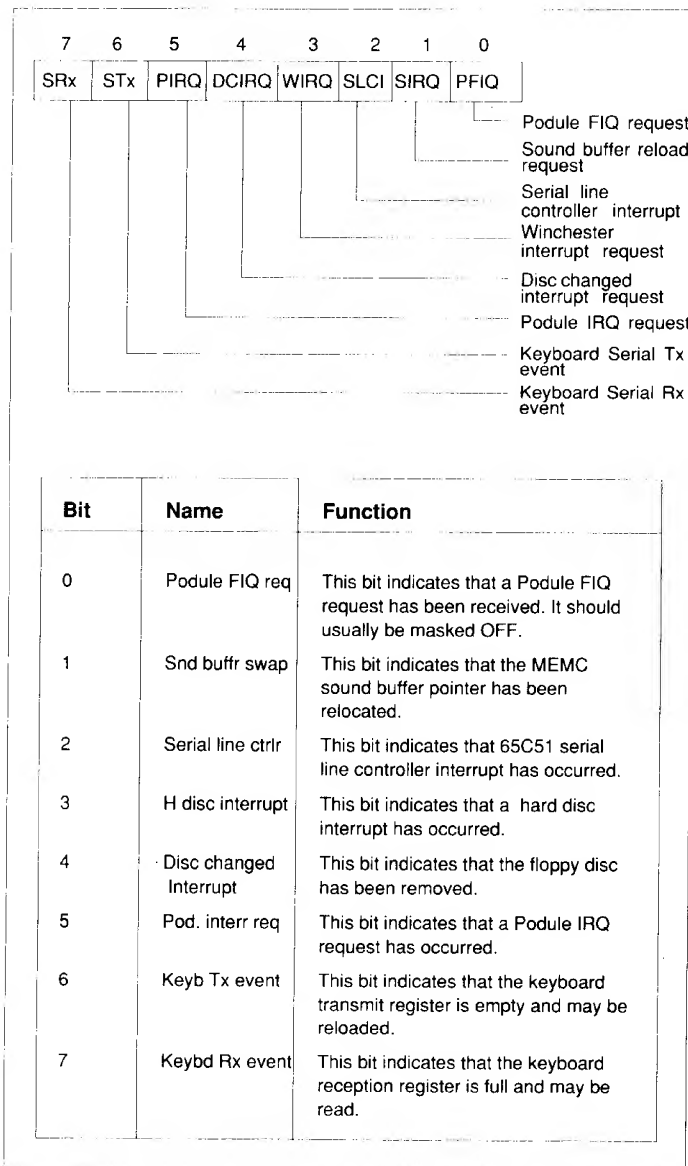 7 6 5 4 3 2 1 0
SRx STx PIRQ DCIRQ WIRQ SLCI SIRQ PFIQ
Podule FIQ request
Sound buffer reload
request
Serial line
controller interrupt
Winchester
interrupt request
Disc changed
interrupt request
Podule IRQ request
Keyboard Serial Tx
event
Keyboard Serial Rx
event
Bit Name Function
0 Podule FIQ req This bit indicates that a Podule FIQ
request has been received. It should
usually be masked OFF.
1 Snd buffr swap This bit indicates that the MEMC
sound buffer pointer has been
relocated.
2 Serial line ctrlr This bit indicates that 65C51 serial
line controller interrupt has occurred.
3 H disc interrupt This bit indicates that a hard disc
interrupt has occurred.
4 Disc changed This bit indicates that the floppy disc
Interrupt has been removed.
5 Pod. interr req This bit indicates that a Podule IRQ
request has occurred.
6 Keyb Tx event This bit indicates that the keyboard
transmit register is empty and may be
reloaded.
7 Keybd Rx event This bit indicates that the keyboard
reception register is full and may be
read.